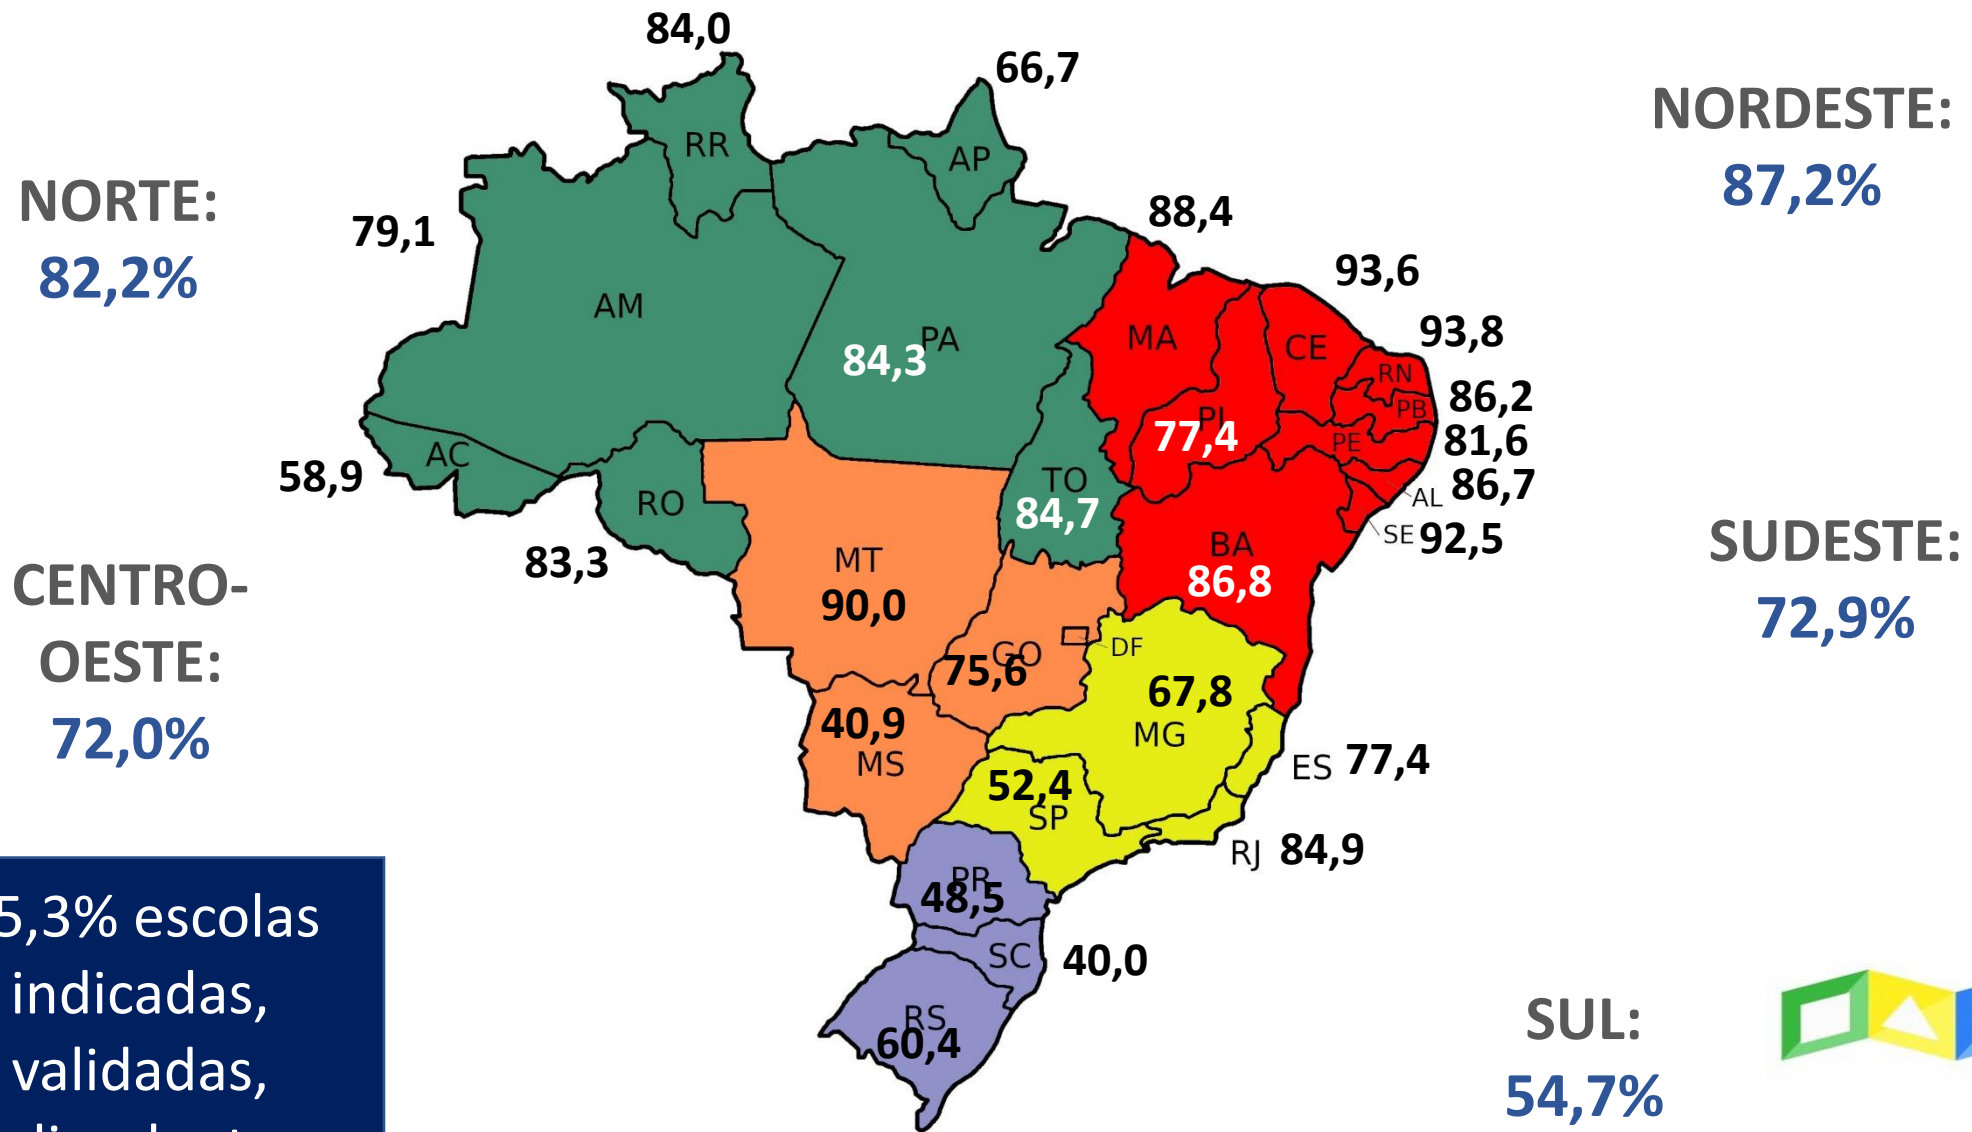 84,0
66,7
NORDESTE:
87,2%
RR
AP
NORTE:
82,2%
79,1
88,4
93,6
AM
PA
84,3
MA
CE
93,8
RN
86,2
PB
PI
77,4
PE
81,6
AC
58,9
TO
84,7
AL 86,7
RO
83,3
SE 92,5
BA
86,8
SUDESTE:
72,9%
CENTRO-
OESTE:
72,0%
MT
90,0
GO
75,6
DF
67,8
MG
40,9
MS
ES 77,4
52,4
SP
RJ 84,9
PR
48,5
5,3% escolas
indicadas,
validadas,
SC
40,0
RS
60,4
SUL:
54,7%